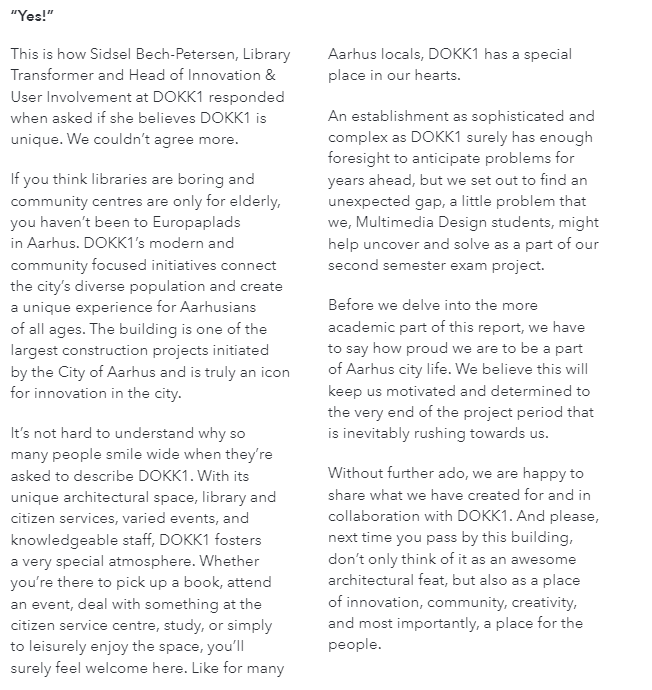 "Yes!"
This is how Sidsel Bech-Petersen, Library
Transformer and Head of Innovation &
User Involvement at DOKK1 responded
when asked if she believes DOKK1 is
unique. We couldn't agree more.
If you think libraries are boring and
community centres are only for elderly,
you haven't been to Europaplads
in Aarhus. DOKK1's modern and
community focused initiatives connect
the city's diverse population and create
a unique experience for Aarhusians
of all ages. The building is one of the
largest construction projects initiated
by the City of Aarhus and is truly an icon
for innovation in the city.
It's not hard to understand why so
many people smile wide when they're
asked to describe DOKK1. With its
unique architectural space, library and
citizen services, varied events, and
knowledgeable staff, DOKK1 fosters
a very special atmosphere. Whether
you're there to pick up a book, attend
an event, deal with something at the
citizen service centre, study, or simply
to leisurely enjoy the space, you'll
surely feel welcome here. Like for many
Aarhus locals, DOKK1 has a special
place in our hearts.
An establishment as sophisticated and
complex as DOKK1 surely has enough
foresight to anticipate problems for
years ahead, but we set out to find an
unexpected gap, a little problem that
we, Multimedia Design students, might
help uncover and solve as a part of our
second semester exam project.
Before we delve into the more
academic part of this report, we have
to say how proud we are to be a part
of Aarhus city life. We believe this will
keep us motivated and determined to
the very end of the project period that
is inevitably rushing towards us.
Without further ado, we are happy to
share what we have created for and in
collaboration with DOKK1. And please,
next time you pass by this building,
don't only think of it as an awesome
architectural feat, but also as a place
of innovation, community, creativity,
and most importantly, a place for the
people.